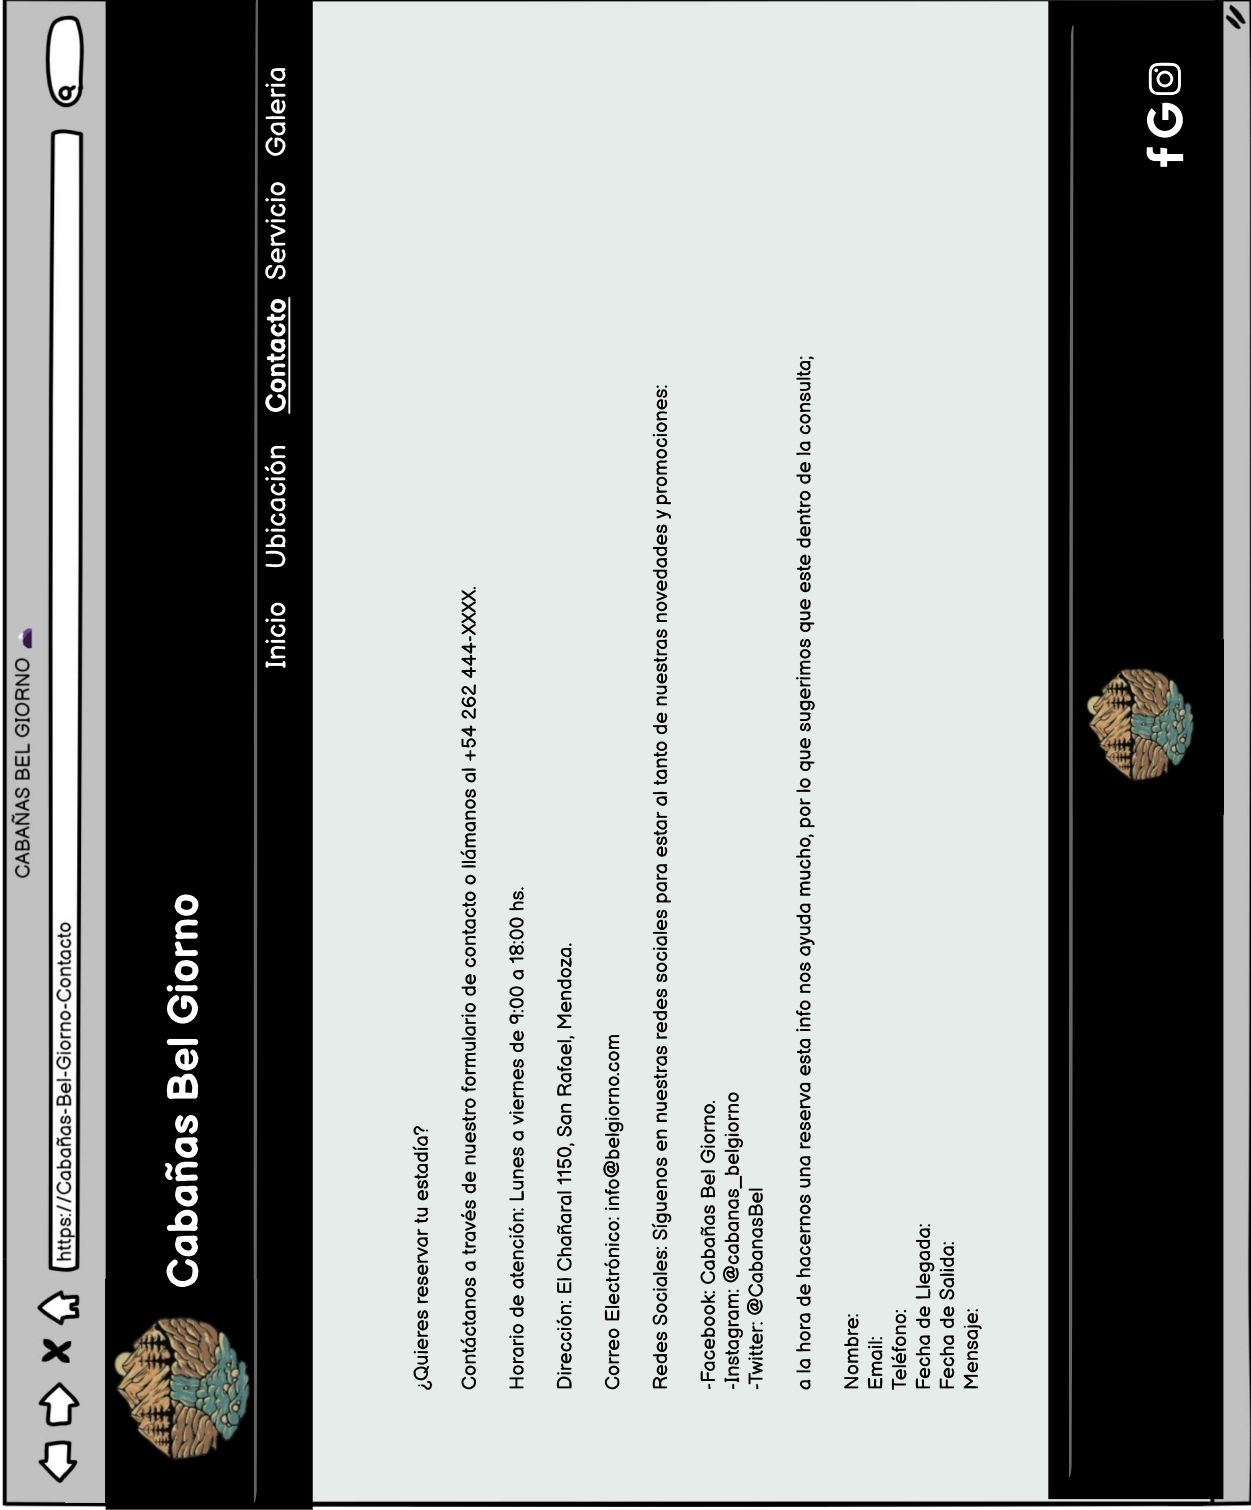 CABAÑAS BEL GIORNO
https://Cabañas-Bel-Giorno-Contacto
Cabañas Bel Giorno
Inicio Ubicación Contacto Servicio Galeria
¿Quieres reservar tu estadía?
Contáctanos a través de nuestro formulario de contacto o llámanos al +54 262 444-XXXX.
Horario de atención: Lunes a viernes de 9:00 a 18:00 hs.
Dirección: El Chañaral 1150, San Rafael, Mendoza.
Correo Electrónico: info@belgiorno.com
Redes Sociales: Síguenos en nuestras redes sociales para estar al tanto de nuestras novedades y promociones:
-Facebook: Cabañas Bel Giorno.
-Instagram: @cabanas_belgiorno
-Twitter: @CabanasBel
a la hora de hacernos una reserva esta info nos ayuda mucho, por lo que sugerimos que este dentro de la consulta;
Nombre:
Email:
Teléfono:
Fecha de Llegada:
Fecha de Salida:
Mensaje: